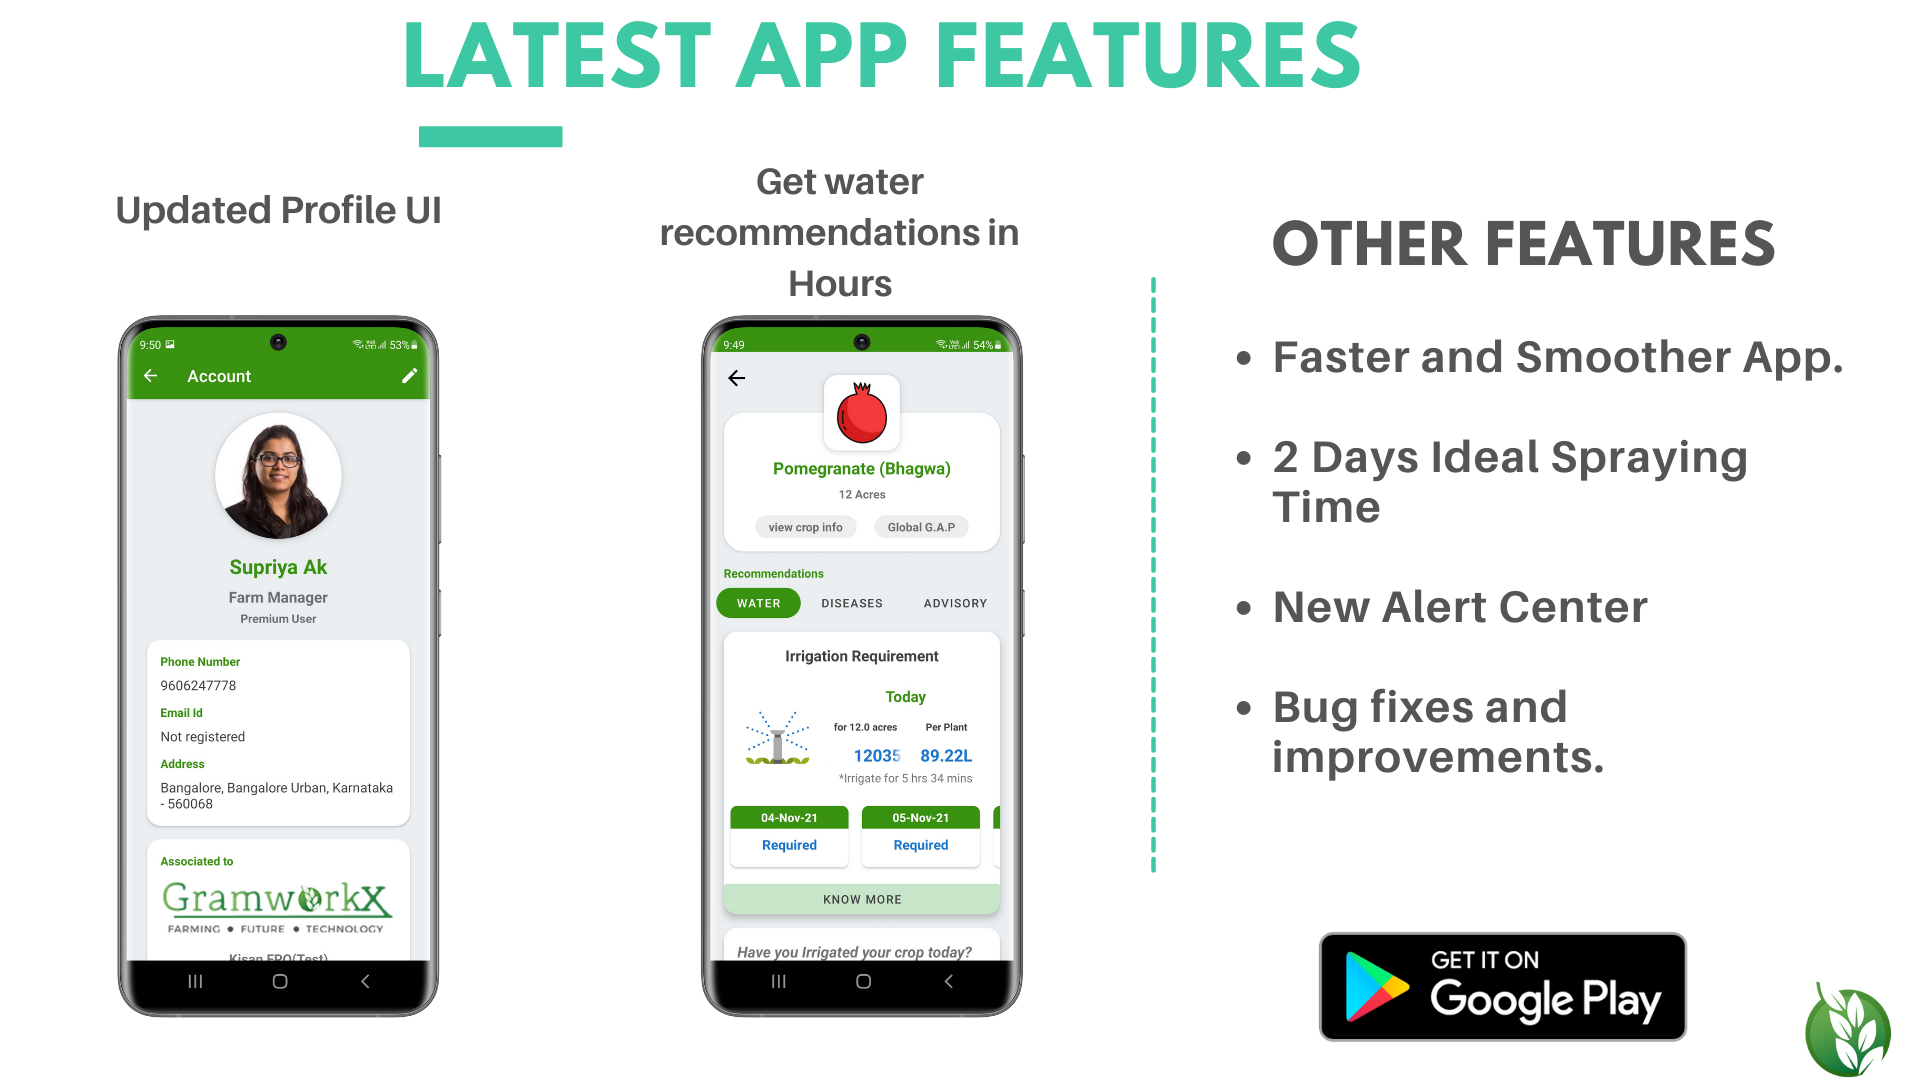 LATEST APP FEATURES
Updated Profile UI
9:50
53%
Account
Supriya Ak
Farm Manager
Premium User
Phone Number
9606247778
Email Id
Not registered
Address
Bangalore, Bangalore Urban, Karnataka
- 560068
Associated to
GramworkX
FARMING • FUTURE • TECHNOLOGY
Kisan FPO(Test)
Get water
recommendations in
Hours
9:49
54%
Pomegranate (Bhagwa)
12 Acres
view crop info
Global G.A.P
Recommendations
WATER DISEASES ADVISORY
Irrigation Requirement
Today
for 12.0 acres Per Plant
12035 89.22L
*Irrigate for 5 hrs 34 mins
04-Nov-21 05-Nov-21
Required Required
KNOW MORE
Have you Irrigated your crop today?
OTHER FEATURES
• Faster and Smoother App.
• 2 Days Ideal Spraying
Time
• New Alert Center
• Bug fixes and
improvements.
GET IT ON
Google Play